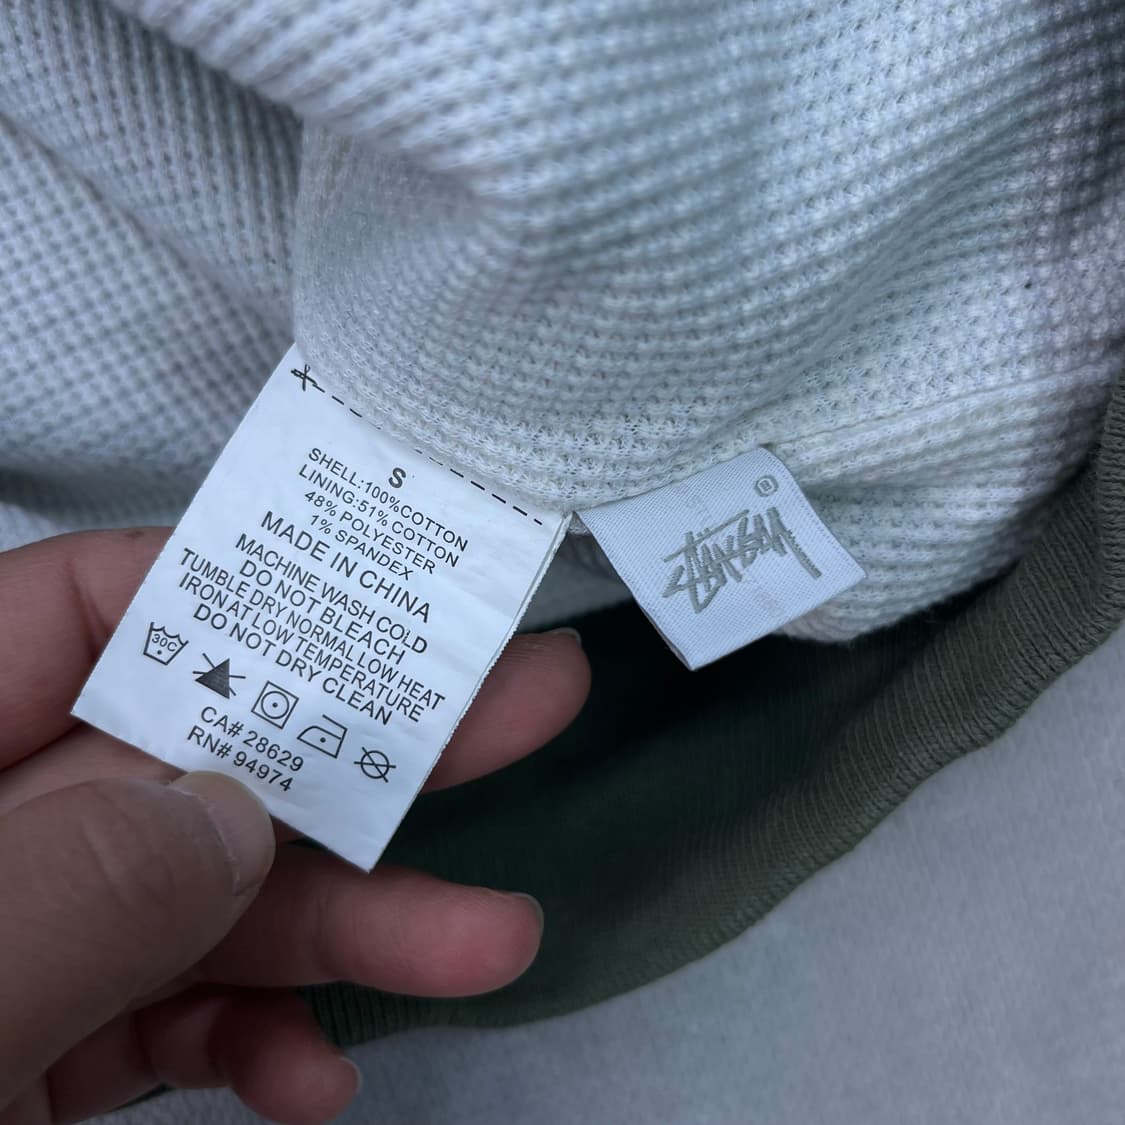 S
SHELL:100%COTTON
LINING:51% COTTON
48% POLYESTER
1% SPANDEX
MADE IN CHINA
MACHINE WASH COLD
DO NOT BLEACH
TUMBLE DRY NORMAL LOW HEAT
IRON AT LOW TEMPERATURE
DO NOT DRY CLEAN
30C
CA# 28629
RN# 94974
®
STÜSSY